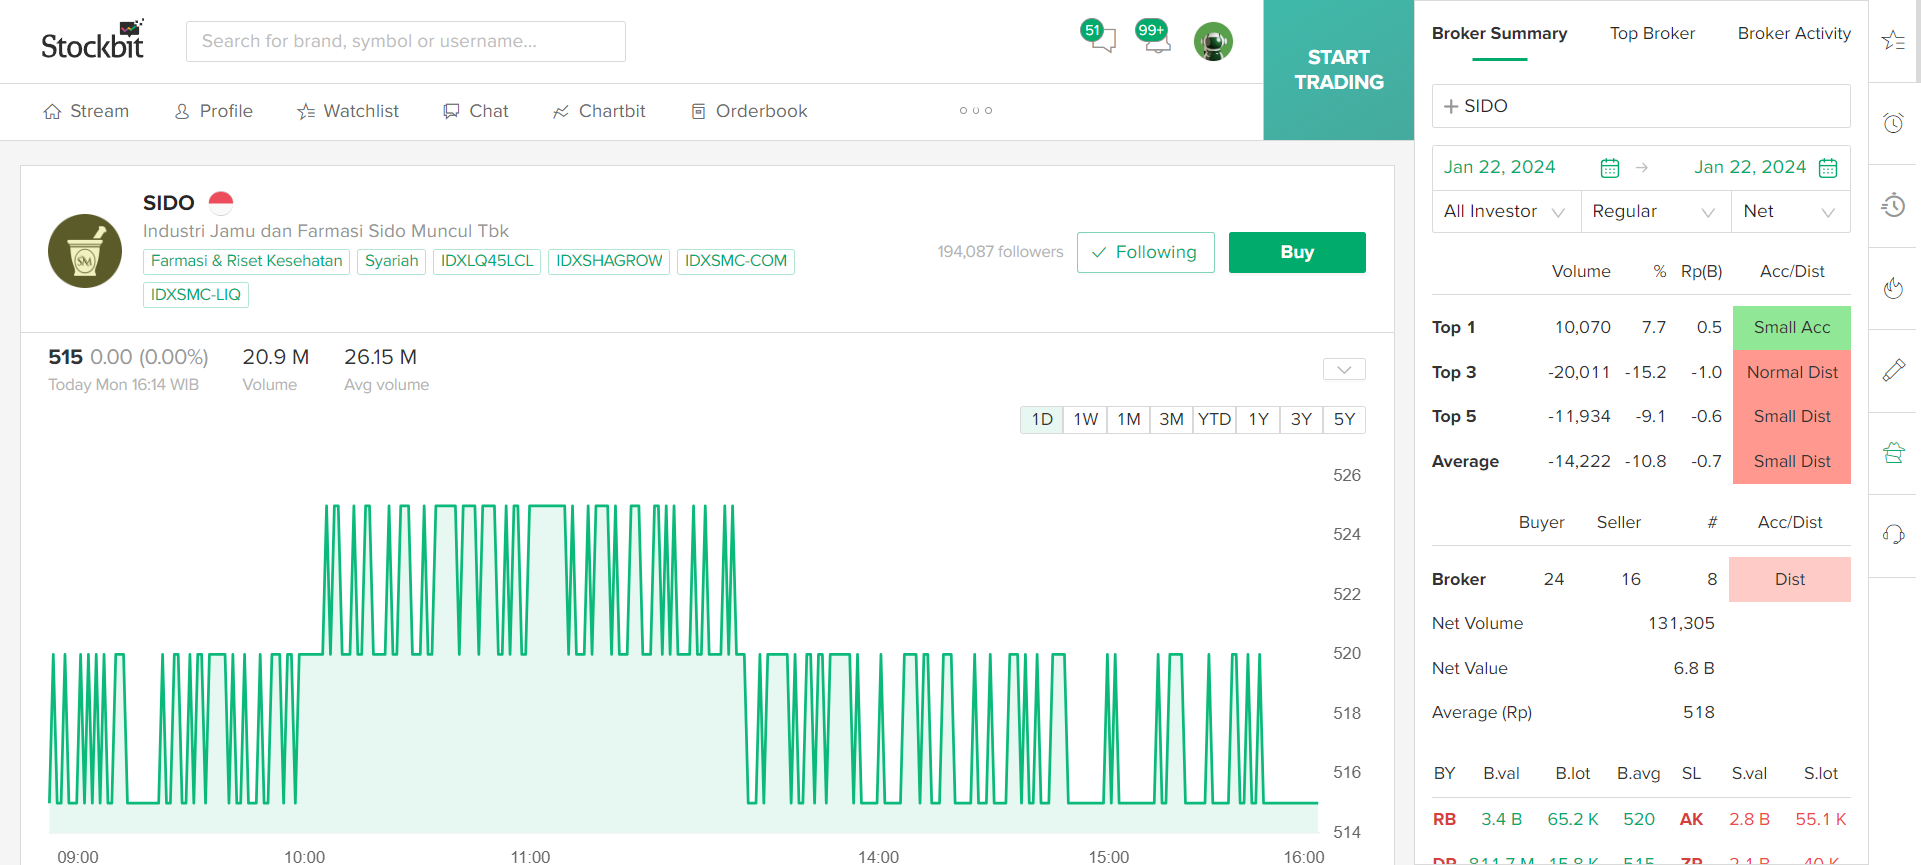 Stockbit
Search for brand, symbol or username...
51
99+
START
TRADING
Stream
Profile
Watchlist
Chat
Chartbit
Orderbook
SIDO
Industri Jamu dan Farmasi Sido Muncul Tbk
Farmasi & Riset Kesehatan
Syariah
IDXLQ45LCL
IDXSHAGROW
IDXSMC-COM
IDXSMC-LIQ
SM
194,087 followers
Following
Buy
515 0.00 (0.00%)
Today Mon 16:14 WIB
20.9 M
Volume
26.15 M
Avg volume
1D 1W 1M 3M YTD 1Y 3Y 5Y
526
524
522
520
518
516
514
09:00 10:00 11:00 14:00 15:00 16:00
Broker Summary Top Broker Broker Activity
SIDO
Jan 22, 2024 → Jan 22, 2024
All Investor Regular Net
Volume % Rp(B) Acc/Dist
Top 1 10,070 7.7 0.5 Small Acc
Top 3 -20,011 -15.2 -1.0 Normal Dist
Top 5 -11,934 -9.1 -0.6 Small Dist
Average -14,222 -10.8 -0.7 Small Dist
Buyer Seller # Acc/Dist
Broker 24 16 8 Dist
Net Volume 131,305
Net Value 6.8 B
Average (Rp) 518
BY B.val B.lot B.avg SL S.val S.lot
RB 3.4 B 65.2 K 520 AK 2.8 B 55.1 K